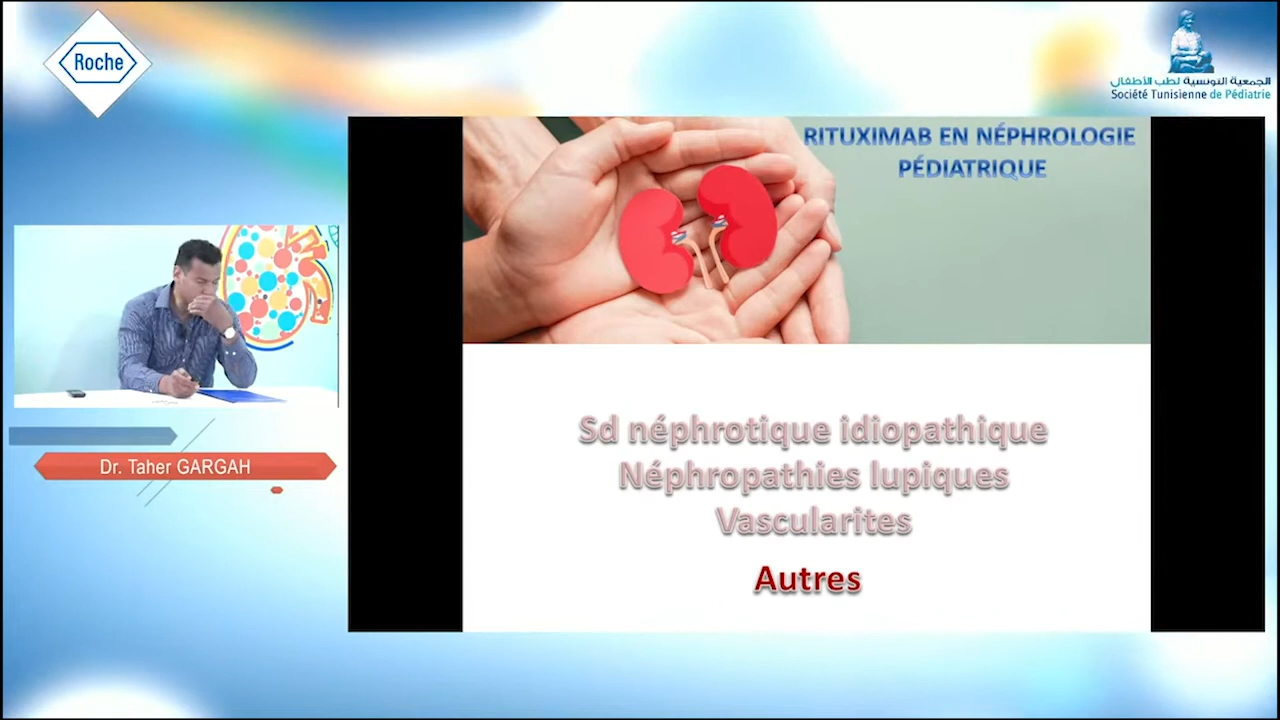 Roche
الجمعية التونسية لطب الأطفال
Société Tunisienne de Pédiatrie
RITUXIMAB EN NÉPHROLOGIE
PÉDIATRIQUE
Dr. Taher GARGAH
Sd néphrotique idiopathique
Néphropathies lupiques
Vascularites
Autres